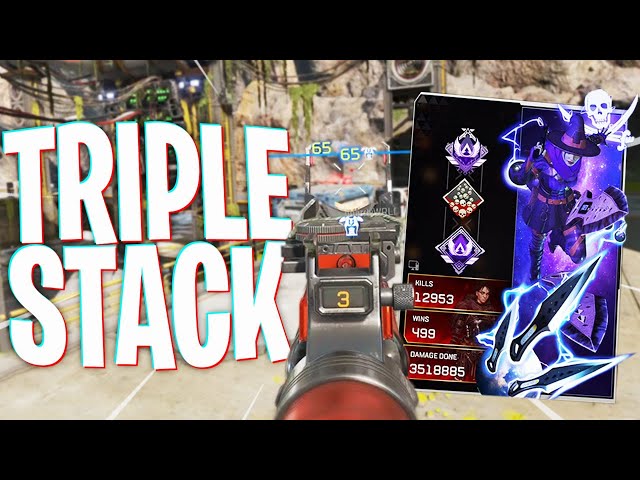 TRIPLE
STACK
65
65
3
KILLS
12953
WINS
499
DAMAGE DONE
3518885